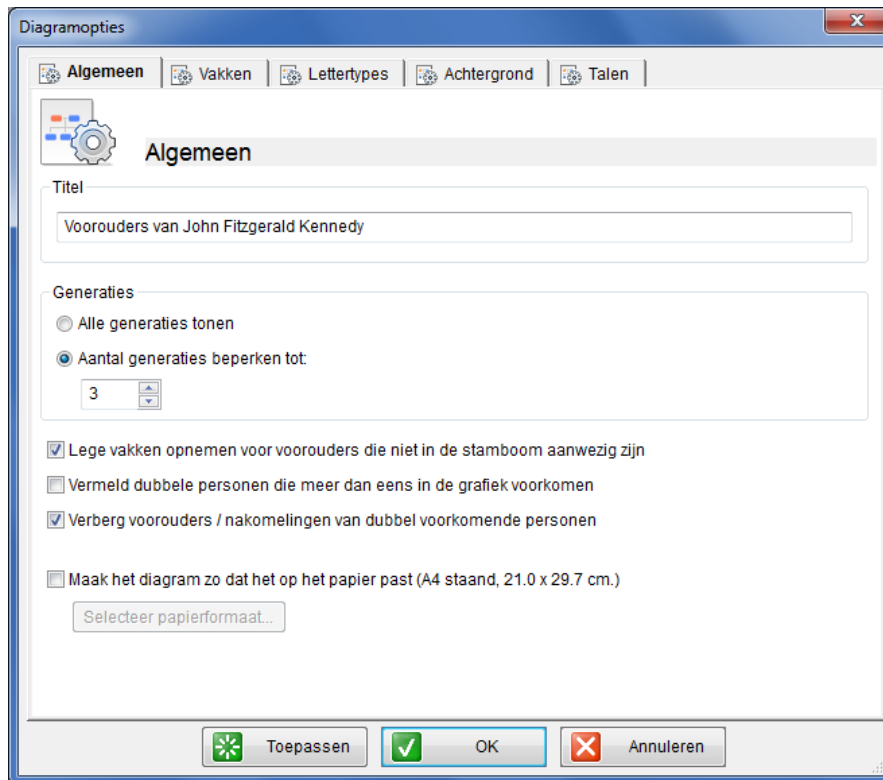 Diagramopties
Algemeen Vakken Lettertypes Achtergrond Talen
Algemeen
Titel
Voorouders van John Fitzgerald Kennedy
Generaties
Alle generaties tonen
Aantal generaties beperken tot:
3
Lege vakken opnemen voor voorouders die niet in de stamboom aanwezig zijn
Vermeld dubbele personen die meer dan eens in de grafiek voorkomen
Verberg voorouders / nakomelingen van dubbel voorkomende personen
Maak het diagram zo dat het op het papier past (A4 staand, 21.0 x 29.7 cm.)
Selecteer papierformaat...
Toepassen OK Annuleren